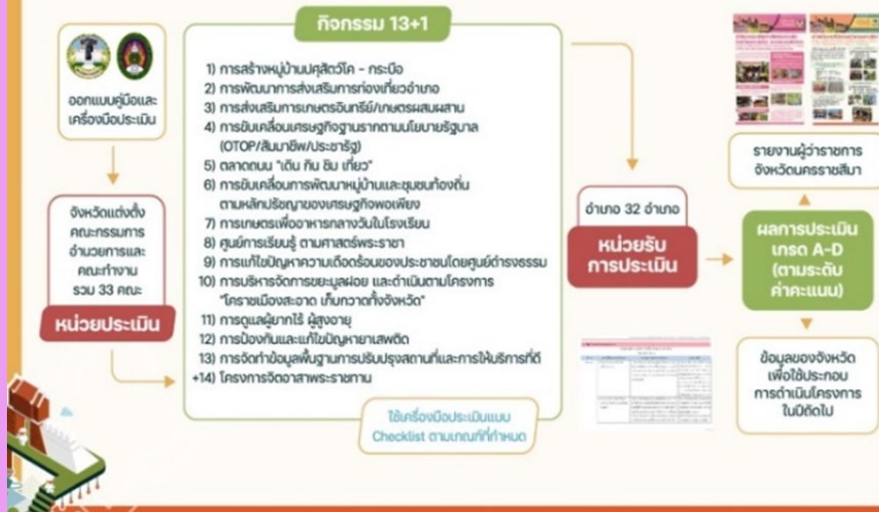 กิจกรรม 13+1
ออกแบบคู่มือและ
เครื่องมือประเมิน
จังหวัดแต่งตั้ง
คณะกรรมการ
อำนวยการและ
คณะทำงาน
รวม 33 คณะ
หน่วยประเมิน
1) การสร้างหมู่บ้านปศุสัตว์โค - กระบือ
2) การพัฒนาการส่งเสริมการท่องเที่ยวอำเภอ
3) การส่งเสริมการเกษตรอินทรีย์/เกษตรผสมผสาน
4) การขับเคลื่อนเศรษฐกิจฐานรากตามนโยบายรัฐบาล
(OTOP/สัมมาชีพ/ประชารัฐ)
5) ตลาดถนน "เดิน กิน ชิม เที่ยว"
6) การขับเคลื่อนการพัฒนาหมู่บ้านและชุมชนท้องถิ่น
ตามหลักปรัชญาของเศรษฐกิจพอเพียง
7) การเกษตรเพื่ออาหารกลางวันในโรงเรียน
8) ศูนย์การเรียนรู้ ตามศาสตร์พระราชา
9) การแก้ไขปัญหาความเดือดร้อนของประชาชนโดยศูนย์ดำรงธรรม
10) การบริหารจัดการขยะมูลฝอย และดำเนินตามโครงการ
"โคราชเมืองสะอาด เก็บกวาดทั้งจังหวัด"
11) การดูแลผู้ยากไร้ ผู้สูงอายุ
12) การป้องกันและแก้ไขปัญหายาเสพติด
13) การจัดทำข้อมูลพื้นฐานการปรับปรุงสถานที่และการให้บริการที่ดี
+14) โครงการจิตอาสาพระราชทาน
ใช้เครื่องมือประเมินแบบ
Checklist ตามเกณฑ์ที่กำหนด
อำเภอ 32 อำเภอ
หน่วยรับ
การประเมิน
รายงานผู้ว่าราชการ
จังหวัดนครราชสีมา
ผลการประเมิน
เกรด A-D
(ตามระดับ
ค่าคะแนน)
ข้อมูลของจังหวัด
เพื่อใช้ประกอบ
การดำเนินโครงการ
ในปีถัดไป